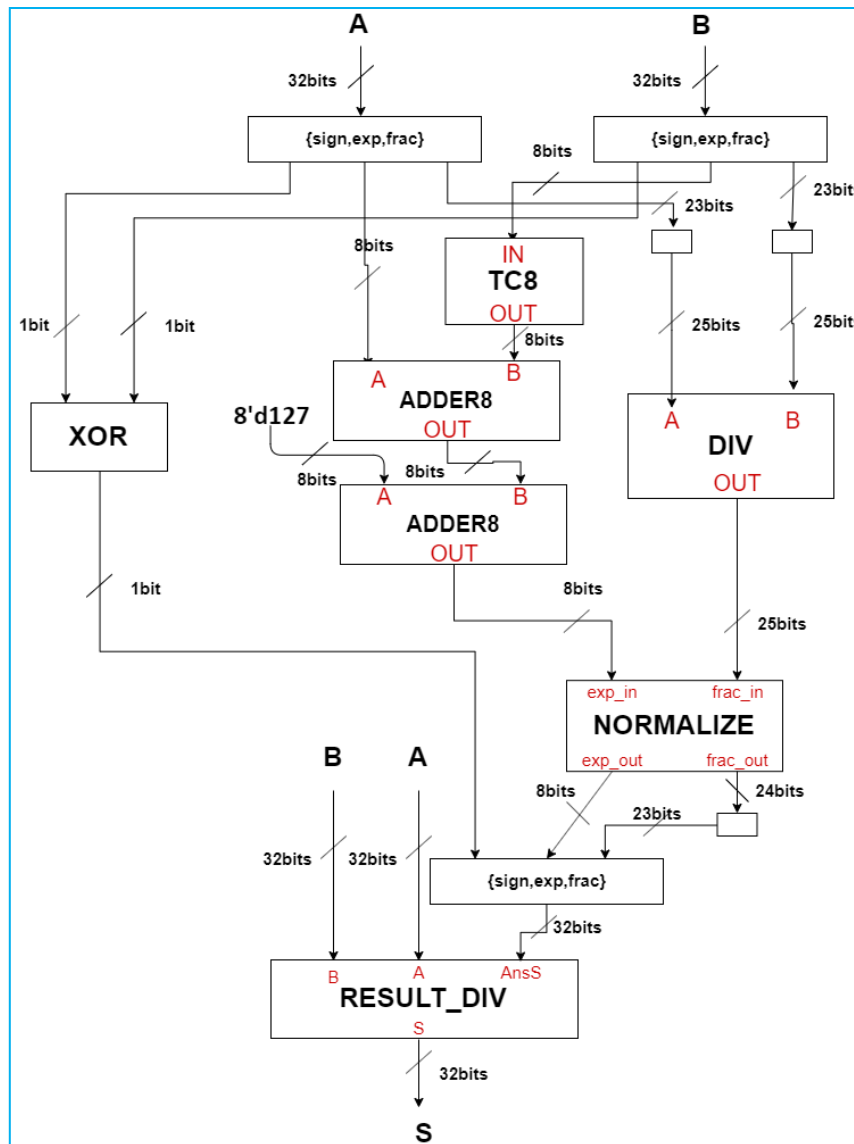 A
B
32bits
32bits
{sign,exp,frac}
{sign,exp,frac}
8bits
23bits
23bit
8bits
IN
TC8
OUT
1bit
1bit
8bits
25bits
25bit
A
B
ADDER8
OUT
8'd127
XOR
A
B
DIV
OUT
8bits
8bits
A
B
ADDER8
OUT
1bit
8bits
25bits
exp_in
frac_in
NORMALIZE
exp_out
frac_out
B
A
8bits
24bits
23bits
32bits
32bits
{sign,exp,frac}
32bits
B
A
AnsS
RESULT_DIV
S
32bits
S